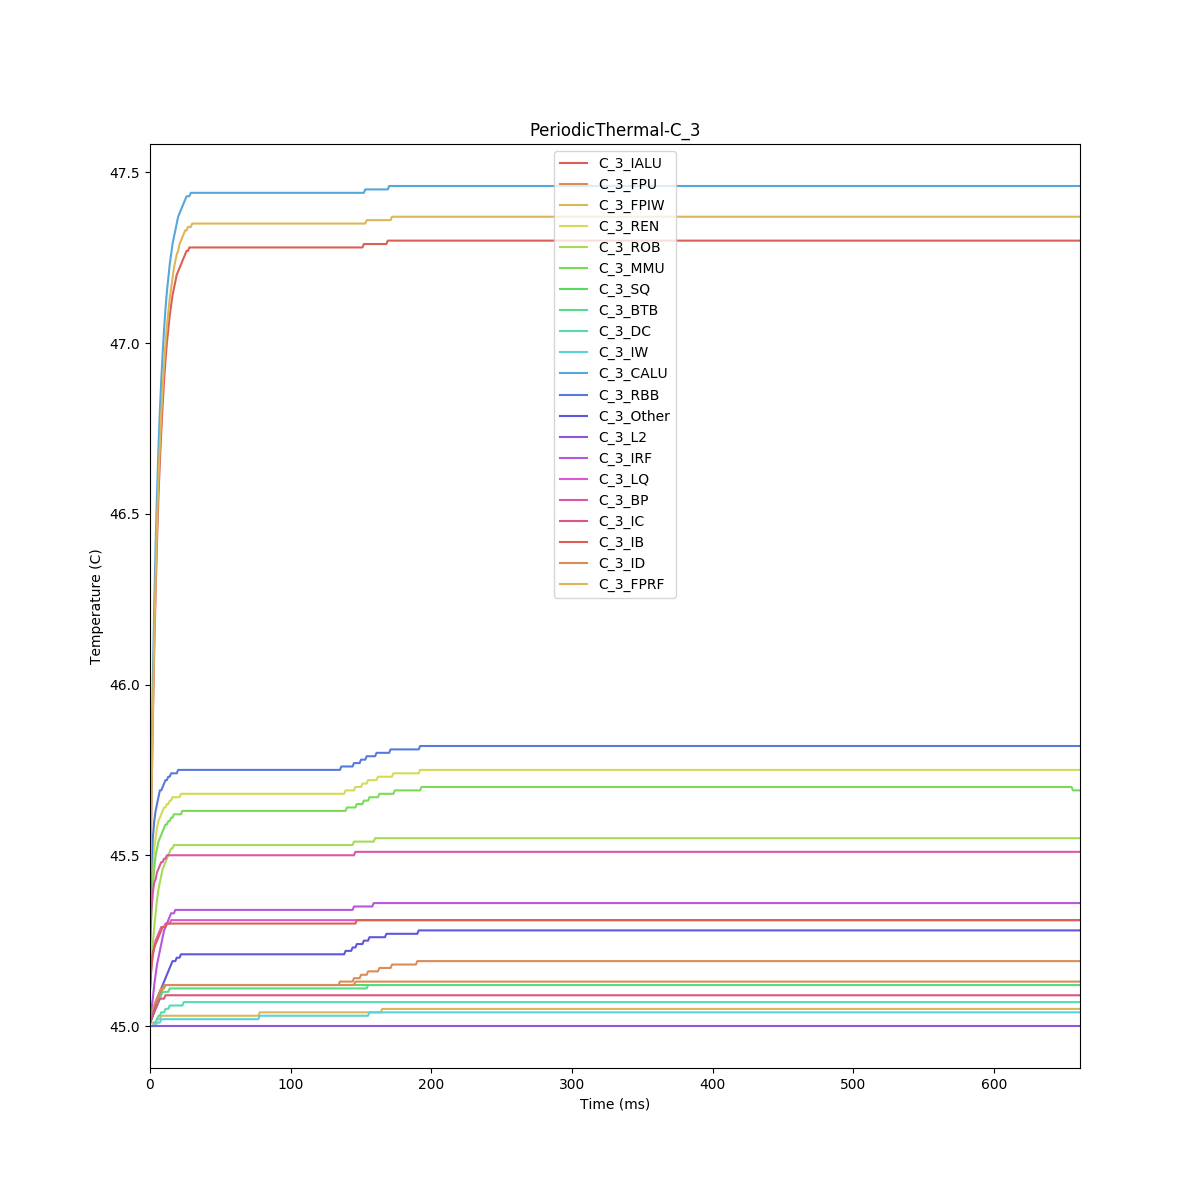 PeriodicThermal-C_3
C_3_IALU
C_3_FPU
C_3_FPIW
C_3_REN
C_3_ROB
C_3_MMU
C_3_SQ
C_3_BTB
C_3_DC
C_3_IW
C_3_CALU
C_3_RBB
C_3_Other
C_3_L2
C_3_IRF
C_3_LQ
C_3_BP
C_3_IC
C_3_IB
C_3_ID
C_3_FPRF
47.5
47.0
46.5
46.0
45.5
45.0
Temperature (C)
0 100 200 300 400 500 600
Time (ms)